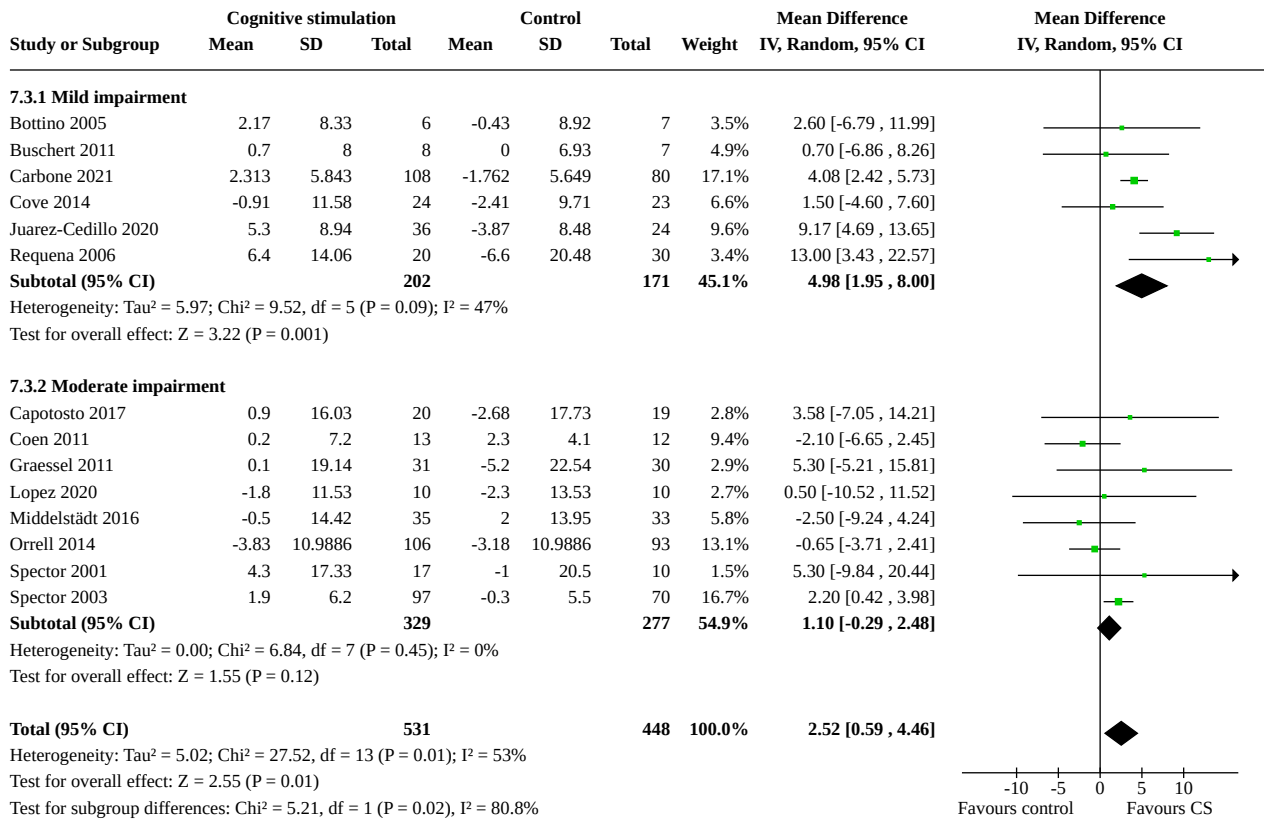 Cognitive stimulation Control Mean Difference Mean Difference
Study or Subgroup Mean SD Total Mean SD Total Weight IV, Random, 95% CI IV, Random, 95% CI
7.3.1 Mild impairment
Bottino 2005 2.17 8.33 6 -0.43 8.92 7 3.5% 2.60 [-6.79 , 11.99]
Buschert 2011 0.7 8 8 0 6.93 7 4.9% 0.70 [-6.86 , 8.26]
Carbone 2021 2.313 5.843 108 -1.762 5.649 80 17.1% 4.08 [2.42 , 5.73]
Cove 2014 -0.91 11.58 24 -2.41 9.71 23 6.6% 1.50 [-4.60 , 7.60]
Juarez-Cedillo 2020 5.3 8.94 36 -3.87 8.48 24 9.6% 9.17 [4.69 , 13.65]
Requena 2006 6.4 14.06 20 -6.6 20.48 30 3.4% 13.00 [3.43 , 22.57]
Subtotal (95% CI) 202 171 45.1% 4.98 [1.95 , 8.00]
Heterogeneity: Tau² = 5.97; Chi² = 9.52, df = 5 (P = 0.09); I² = 47%
Test for overall effect: Z = 3.22 (P = 0.001)
7.3.2 Moderate impairment
Capotosto 2017 0.9 16.03 20 -2.68 17.73 19 2.8% 3.58 [-7.05 , 14.21]
Coen 2011 0.2 7.2 13 2.3 4.1 12 9.4% -2.10 [-6.65 , 2.45]
Graessel 2011 0.1 19.14 31 -5.2 22.54 30 2.9% 5.30 [-5.21 , 15.81]
Lopez 2020 -1.8 11.53 10 -2.3 13.53 10 2.7% 0.50 [-10.52 , 11.52]
Middelstädt 2016 -0.5 14.42 35 2 13.95 33 5.8% -2.50 [-9.24 , 4.24]
Orrell 2014 -3.83 10.9886 106 -3.18 10.9886 93 13.1% -0.65 [-3.71 , 2.41]
Spector 2001 4.3 17.33 17 -1 20.5 10 1.5% 5.30 [-9.84 , 20.44]
Spector 2003 1.9 6.2 97 -0.3 5.5 70 16.7% 2.20 [0.42 , 3.98]
Subtotal (95% CI) 329 277 54.9% 1.10 [-0.29 , 2.48]
Heterogeneity: Tau² = 0.00; Chi² = 6.84, df = 7 (P = 0.45); I² = 0%
Test for overall effect: Z = 1.55 (P = 0.12)
Total (95% CI) 531 448 100.0% 2.52 [0.59 , 4.46]
Heterogeneity: Tau² = 5.02; Chi² = 27.52, df = 13 (P = 0.01); I² = 53%
Test for overall effect: Z = 2.55 (P = 0.01)
Test for subgroup differences: Chi² = 5.21, df = 1 (P = 0.02), I² = 80.8%
-10 -5 0 5 10
Favours control Favours CS